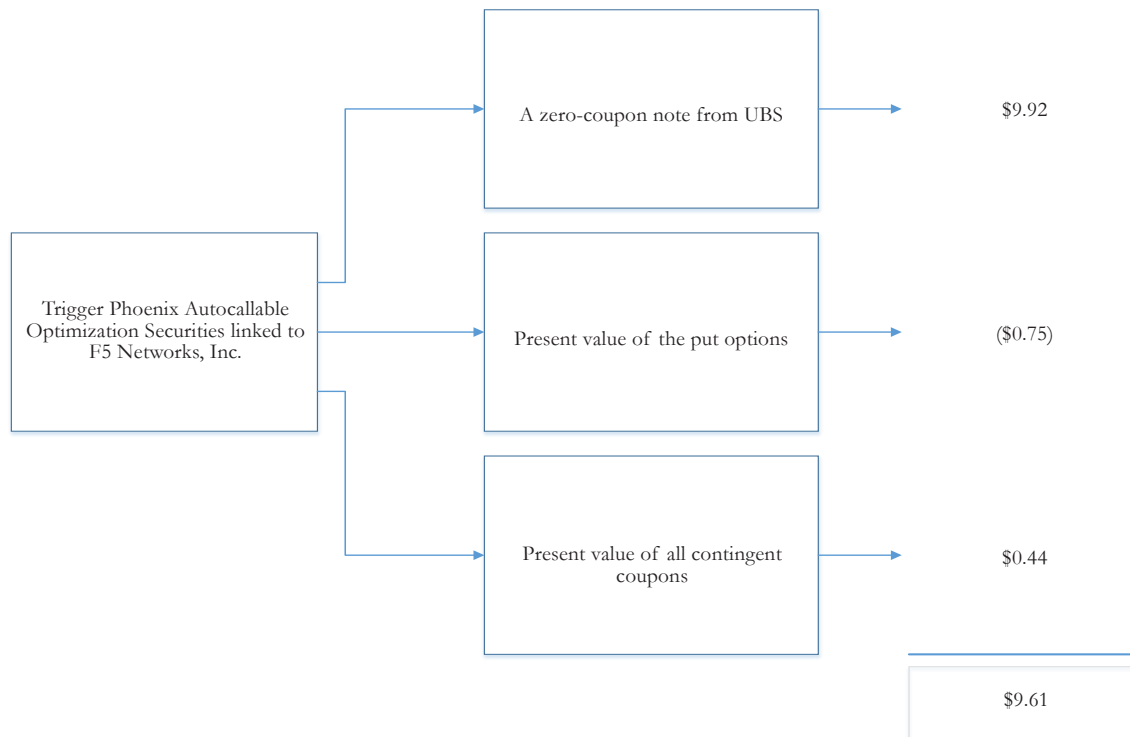 A zero-coupon note from UBS
$9.92
Trigger Phoenix Autocallable
Optimization Securities linked to
F5 Networks, Inc.
Present value of the put options
($0.75)
Present value of all contingent
coupons
$0.44
$9.61